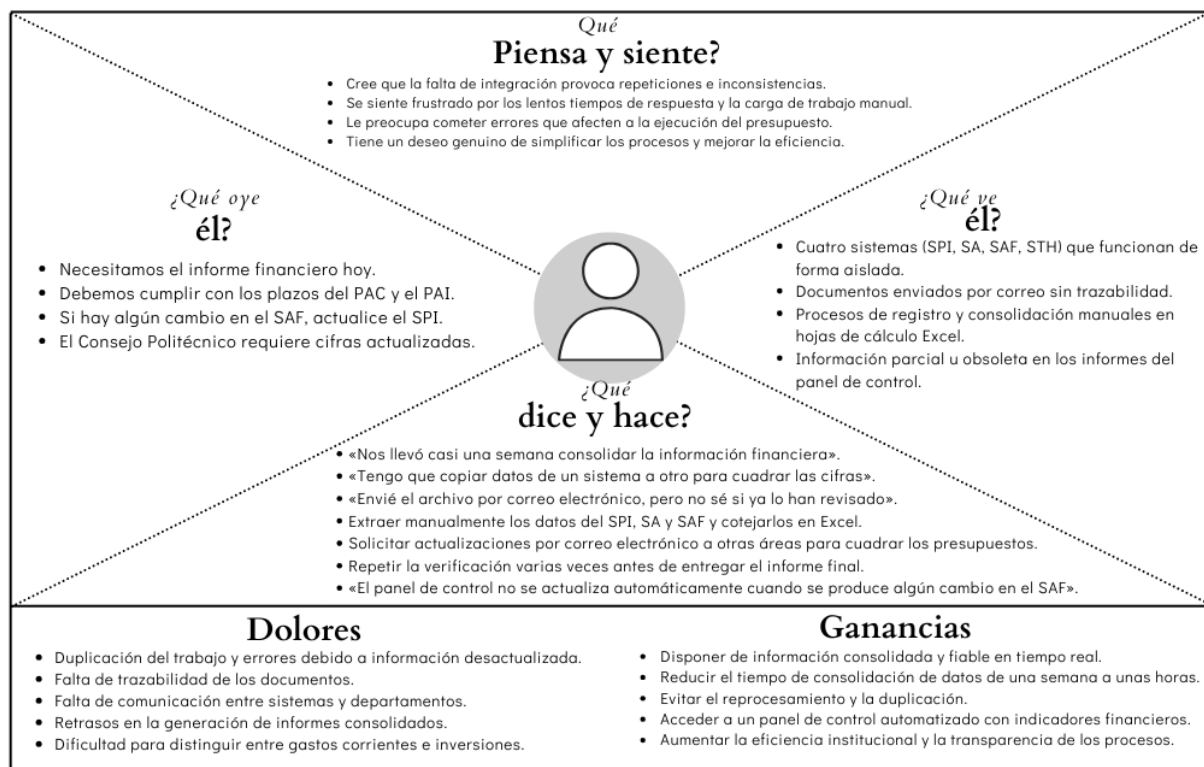 Qué
Piensa y siente?
• Cree que la falta de integración provoca repeticiones e inconsistencias.
• Se siente frustrado por los lentos tiempos de respuesta y la carga de trabajo manual.
• Le preocupa cometer errores que afecten a la ejecución del presupuesto.
• Tiene un deseo genuino de simplificar los procesos y mejorar la eficiencia.
¿Qué oye
él?
• Necesitamos el informe financiero hoy.
• Debemos cumplir con los plazos del PAC y el PAI.
• Si hay algún cambio en el SAF, actualice el SPI.
• El Consejo Politécnico requiere cifras actualizadas.
¿Qué ve
él?
• Cuatro sistemas (SPI, SA, SAF, STH) que funcionan de
forma aislada.
• Documentos enviados por correo sin trazabilidad.
• Procesos de registro y consolidación manuales en
hojas de cálculo Excel.
• Información parcial u obsoleta en los informes del
panel de control.
¿Qué
dice y hace?
• «Nos llevó casi una semana consolidar la información financiera».
• «Tengo que copiar datos de un sistema a otro para cuadrar las cifras».
• «Envié el archivo por correo electrónico, pero no sé si ya lo han revisado».
• Extraer manualmente los datos del SPI, SA y SAF y cotejarlos en Excel.
• Solicitar actualizaciones por correo electrónico a otras áreas para cuadrar los presupuestos.
• Repetir la verificación varias veces antes de entregar el informe final.
• «El panel de control no se actualiza automáticamente cuando se produce algún cambio en el SAF».
Dolores
• Duplicación del trabajo y errores debido a información desactualizada.
• Falta de trazabilidad de los documentos.
• Falta de comunicación entre sistemas y departamentos.
• Retrasos en la generación de informes consolidados.
• Dificultad para distinguir entre gastos corrientes e inversiones.
Ganancias
• Disponer de información consolidada y fiable en tiempo real.
• Reducir el tiempo de consolidación de datos de una semana a unas horas.
• Evitar el reprocesamiento y la duplicación.
• Acceder a un panel de control automatizado con indicadores financieros.
• Aumentar la eficiencia institucional y la transparencia de los procesos.